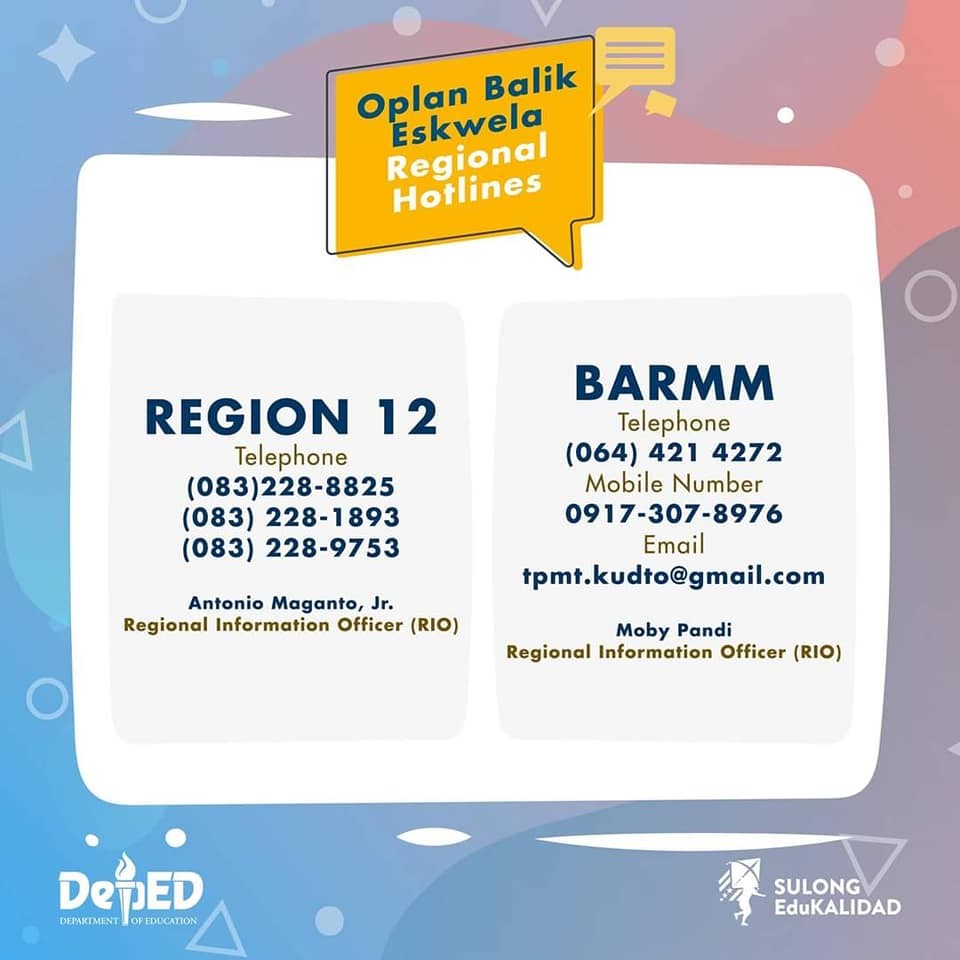 Oplan Balik
Eskwela
Regional
Hotlines
REGION 12
Telephone
(083)228-8825
(083) 228-1893
(083) 228-9753
Antonio Maganto, Jr.
Regional Information Officer (RIO)
BARMM
Telephone
(064) 421 4272
Mobile Number
0917-307-8976
Email
tpmt.kudto@gmail.com
Moby Pandi
Regional Information Officer (RIO)
DepED
DEPARTMENT OF EDUCATION
SULONG
EduKALIDAD